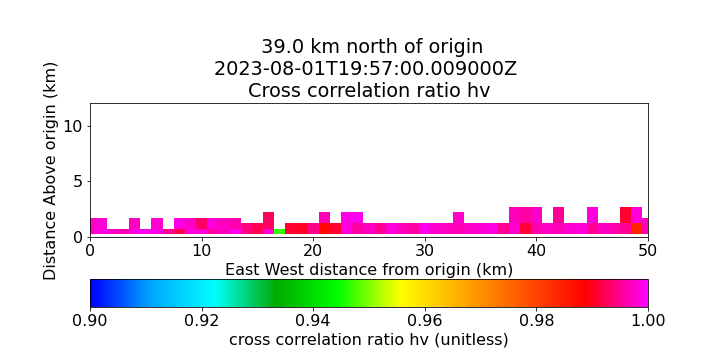 39.0 km north of origin
2023-08-01T19:57:00.009000Z
Cross correlation ratio hv
Distance Above origin (km)
10
5
0
0 10 20 30 40 50
East West distance from origin (km)
0.90 0.92 0.94 0.96 0.98 1.00
cross correlation ratio hv (unitless)